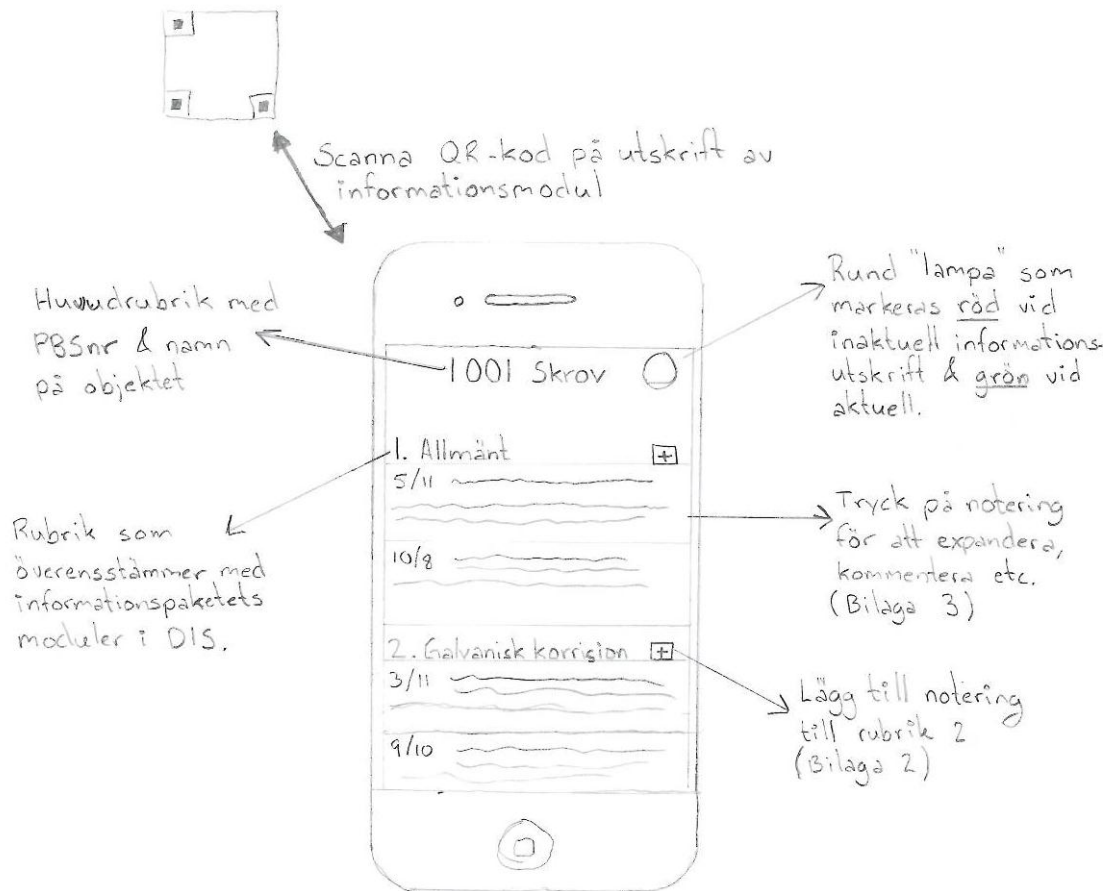 Scanna QR-kod på utskrift av
informationsmodul
Huvudrubrik med
PBSnr & namn
på objektet
Rund "lampa" som
markeras röd vid
inaktuell informations-
utskrift & grön vid
aktuell.
1001 Skrov
1. Allmänt
5/11
10/8
Rubrik som
överensstämmer med
informationspaketets
moduler i DIS.
Tryck på notering
för att expandera,
kommentera etc.
(Bilaga 3)
2. Galvanisk korrision
3/11
9/10
Lägg till notering
till rubrik 2
(Bilaga 2)